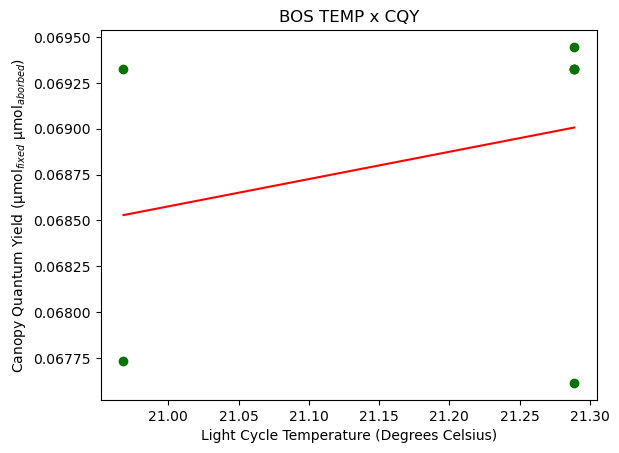 BOS TEMP x CQY
0.06950
0.06925
0.06900
0.06875
0.06850
0.06825
0.06800
0.06775
Canopy Quantum Yield (µmol_fixed µmol_aborbed)
21.00 21.05 21.10 21.15 21.20 21.25 21.30
Light Cycle Temperature (Degrees Celsius)